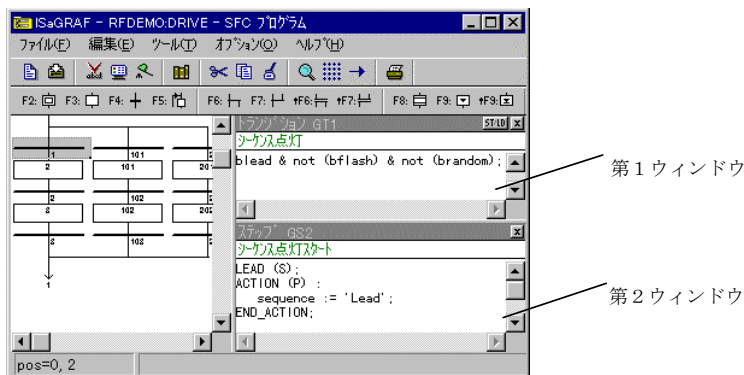 ISaGRAF - RFDEMO:DRIVE - SFC プログラム
ファイル(F) 編集(E) ツール(T) オプション(O) ヘルプ(H)
F2: F3: F4: F5: F6: F7: ↑F6: ↑F7: F8: F9: ↑F9:
1 101
2 101 20
2 102 2
S 102 202
S 10S 2
1
トランジション GT1 ST/LD
シーケンス点灯
blead & not (bflash) & not (brandom);
第1ウィンドウ
ステップ GS2
シーケンス点灯スタート
LEAD (S);
ACTION (P) :
sequence := 'Lead';
END_ACTION;
第2ウィンドウ
pos=0, 2